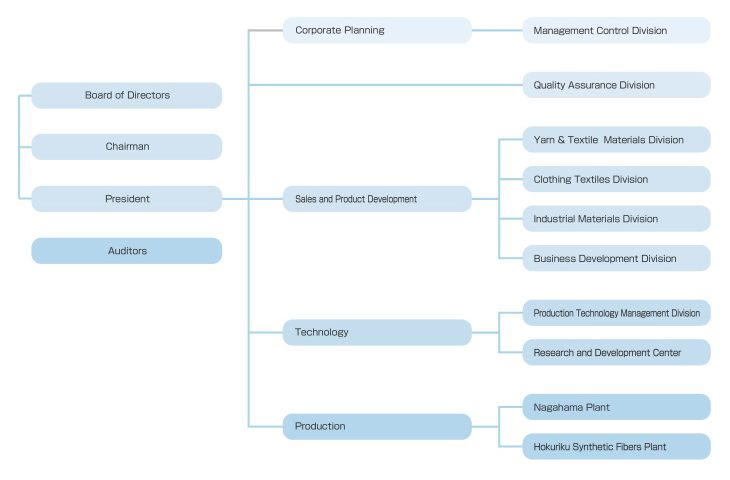 Board of Directors
Chairman
President
Auditors
Corporate Planning
Management Control Division
Quality Assurance Division
Sales and Product Development
Yarn & Textile Materials Division
Clothing Textiles Division
Industrial Materials Division
Business Development Division
Technology
Production Technology Management Division
Research and Development Center
Production
Nagahama Plant
Hokuriku Synthetic Fibers Plant